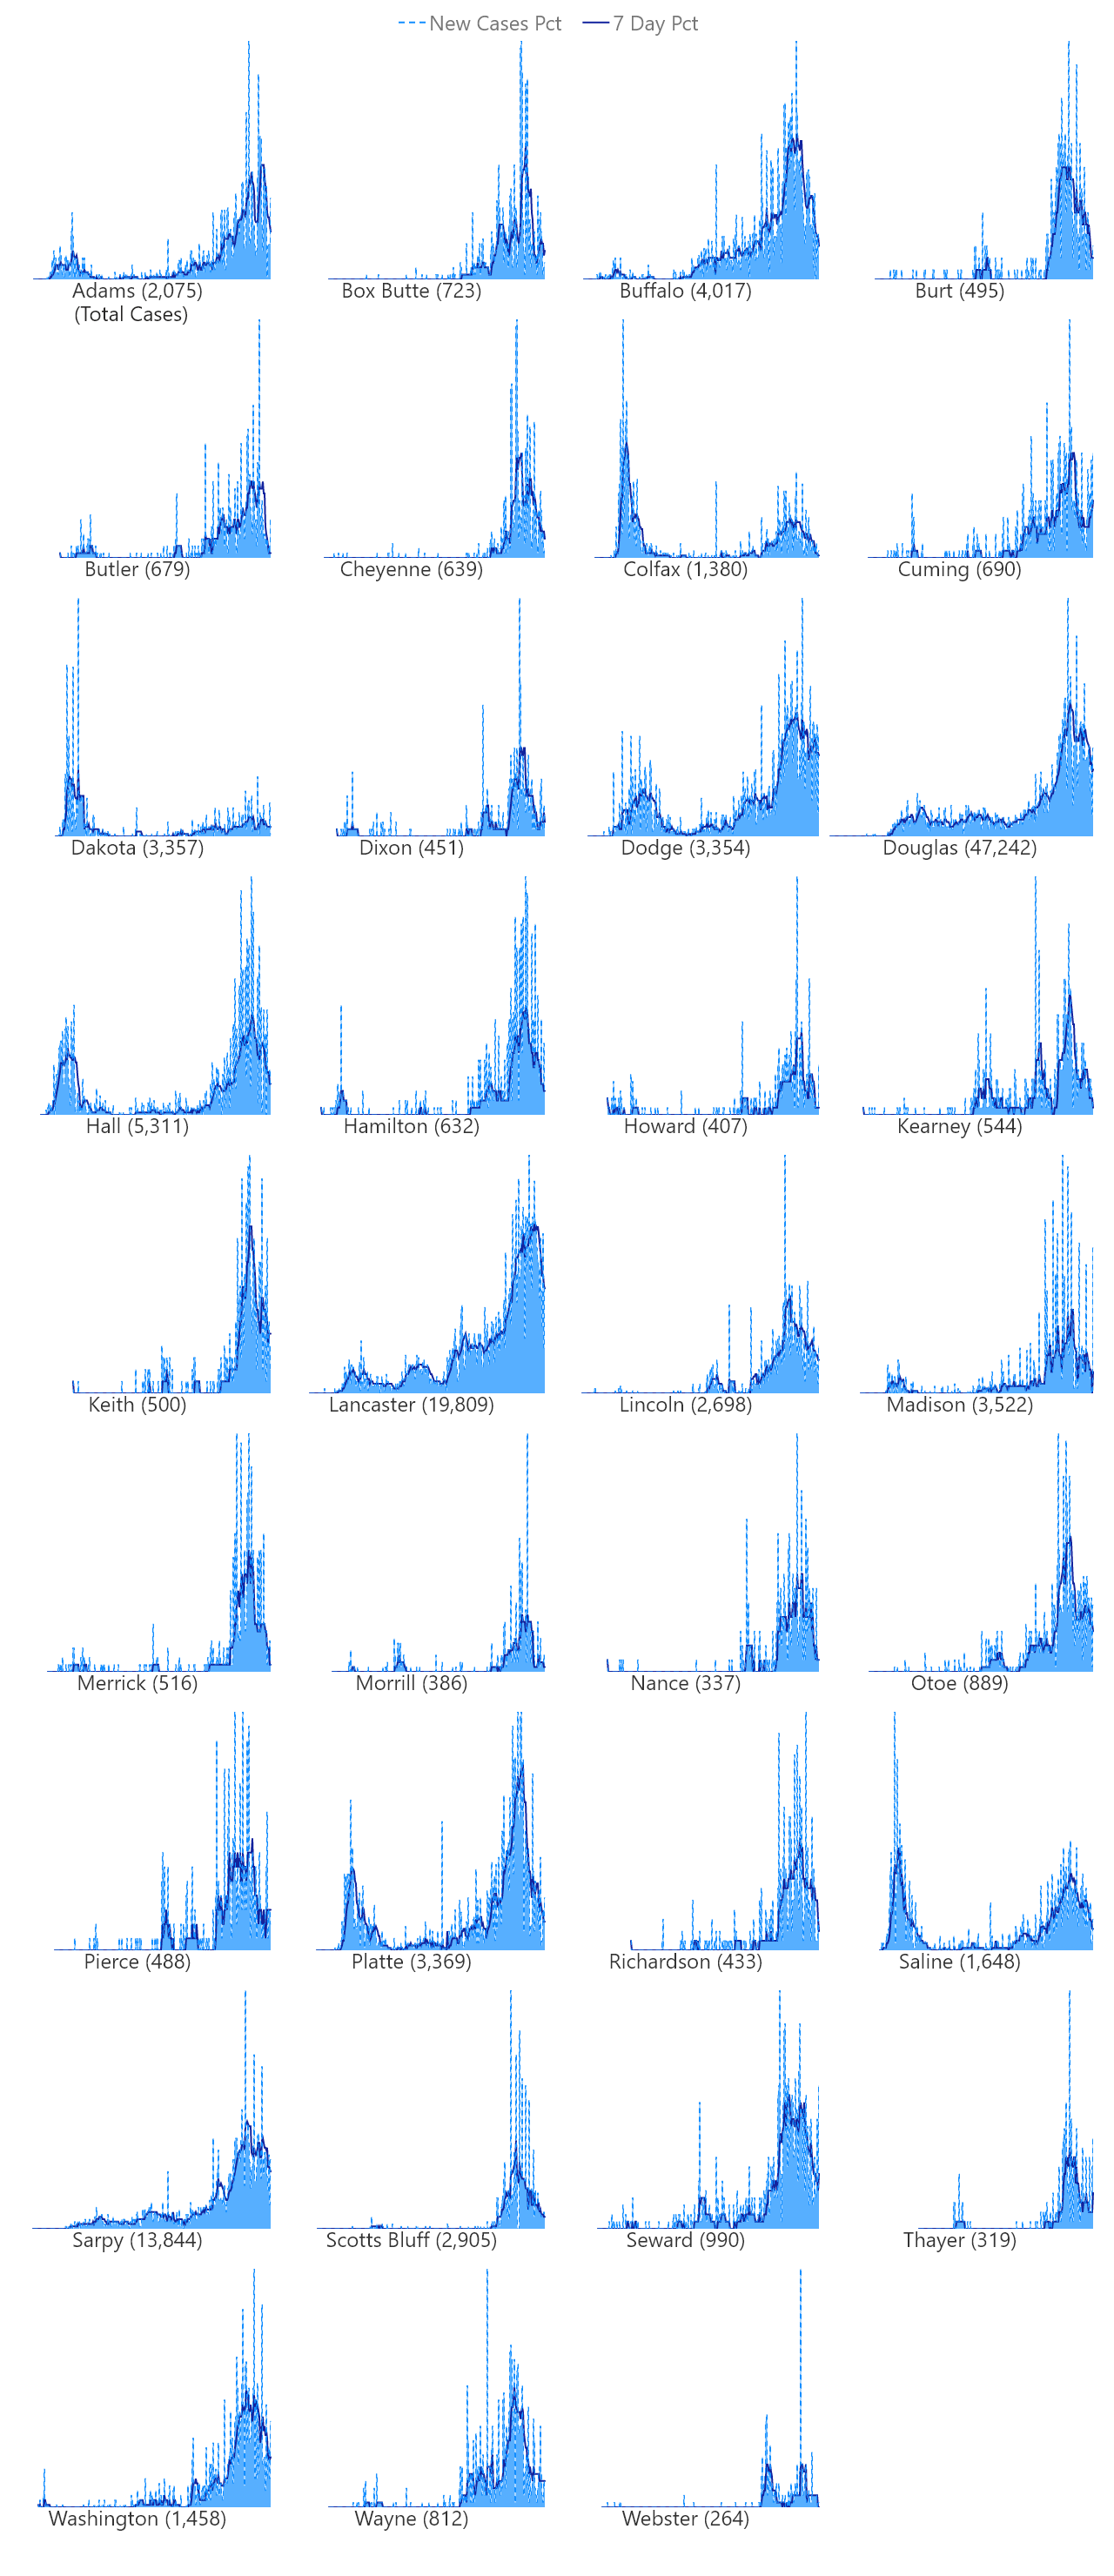 New Cases Pct 7 Day Pct
Adams (2,075) Box Butte (723) Buffalo (4,017) Burt (495)
(Total Cases)
Butler (679) Cheyenne (639) Colfax (1,380) Cuming (690)
Dakota (3,357) Dixon (451) Dodge (3,354) Douglas (47,242)
Hall (5,311) Hamilton (632) Howard (407) Kearney (544)
Keith (500) Lancaster (19,809) Lincoln (2,698) Madison (3,522)
Merrick (516) Morrill (386) Nance (337) Otoe (889)
Pierce (488) Platte (3,369) Richardson (433) Saline (1,648)
Sarpy (13,844) Scotts Bluff (2,905) Seward (990) Thayer (319)
Washington (1,458) Wayne (812) Webster (264)